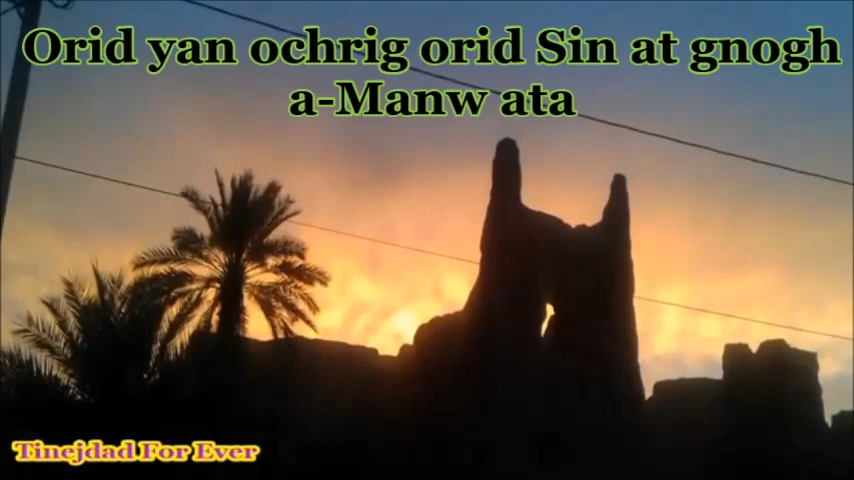 Orid yan ochrig orid Sin at gnogh
a-Manw ata
Tinejdad For Ever